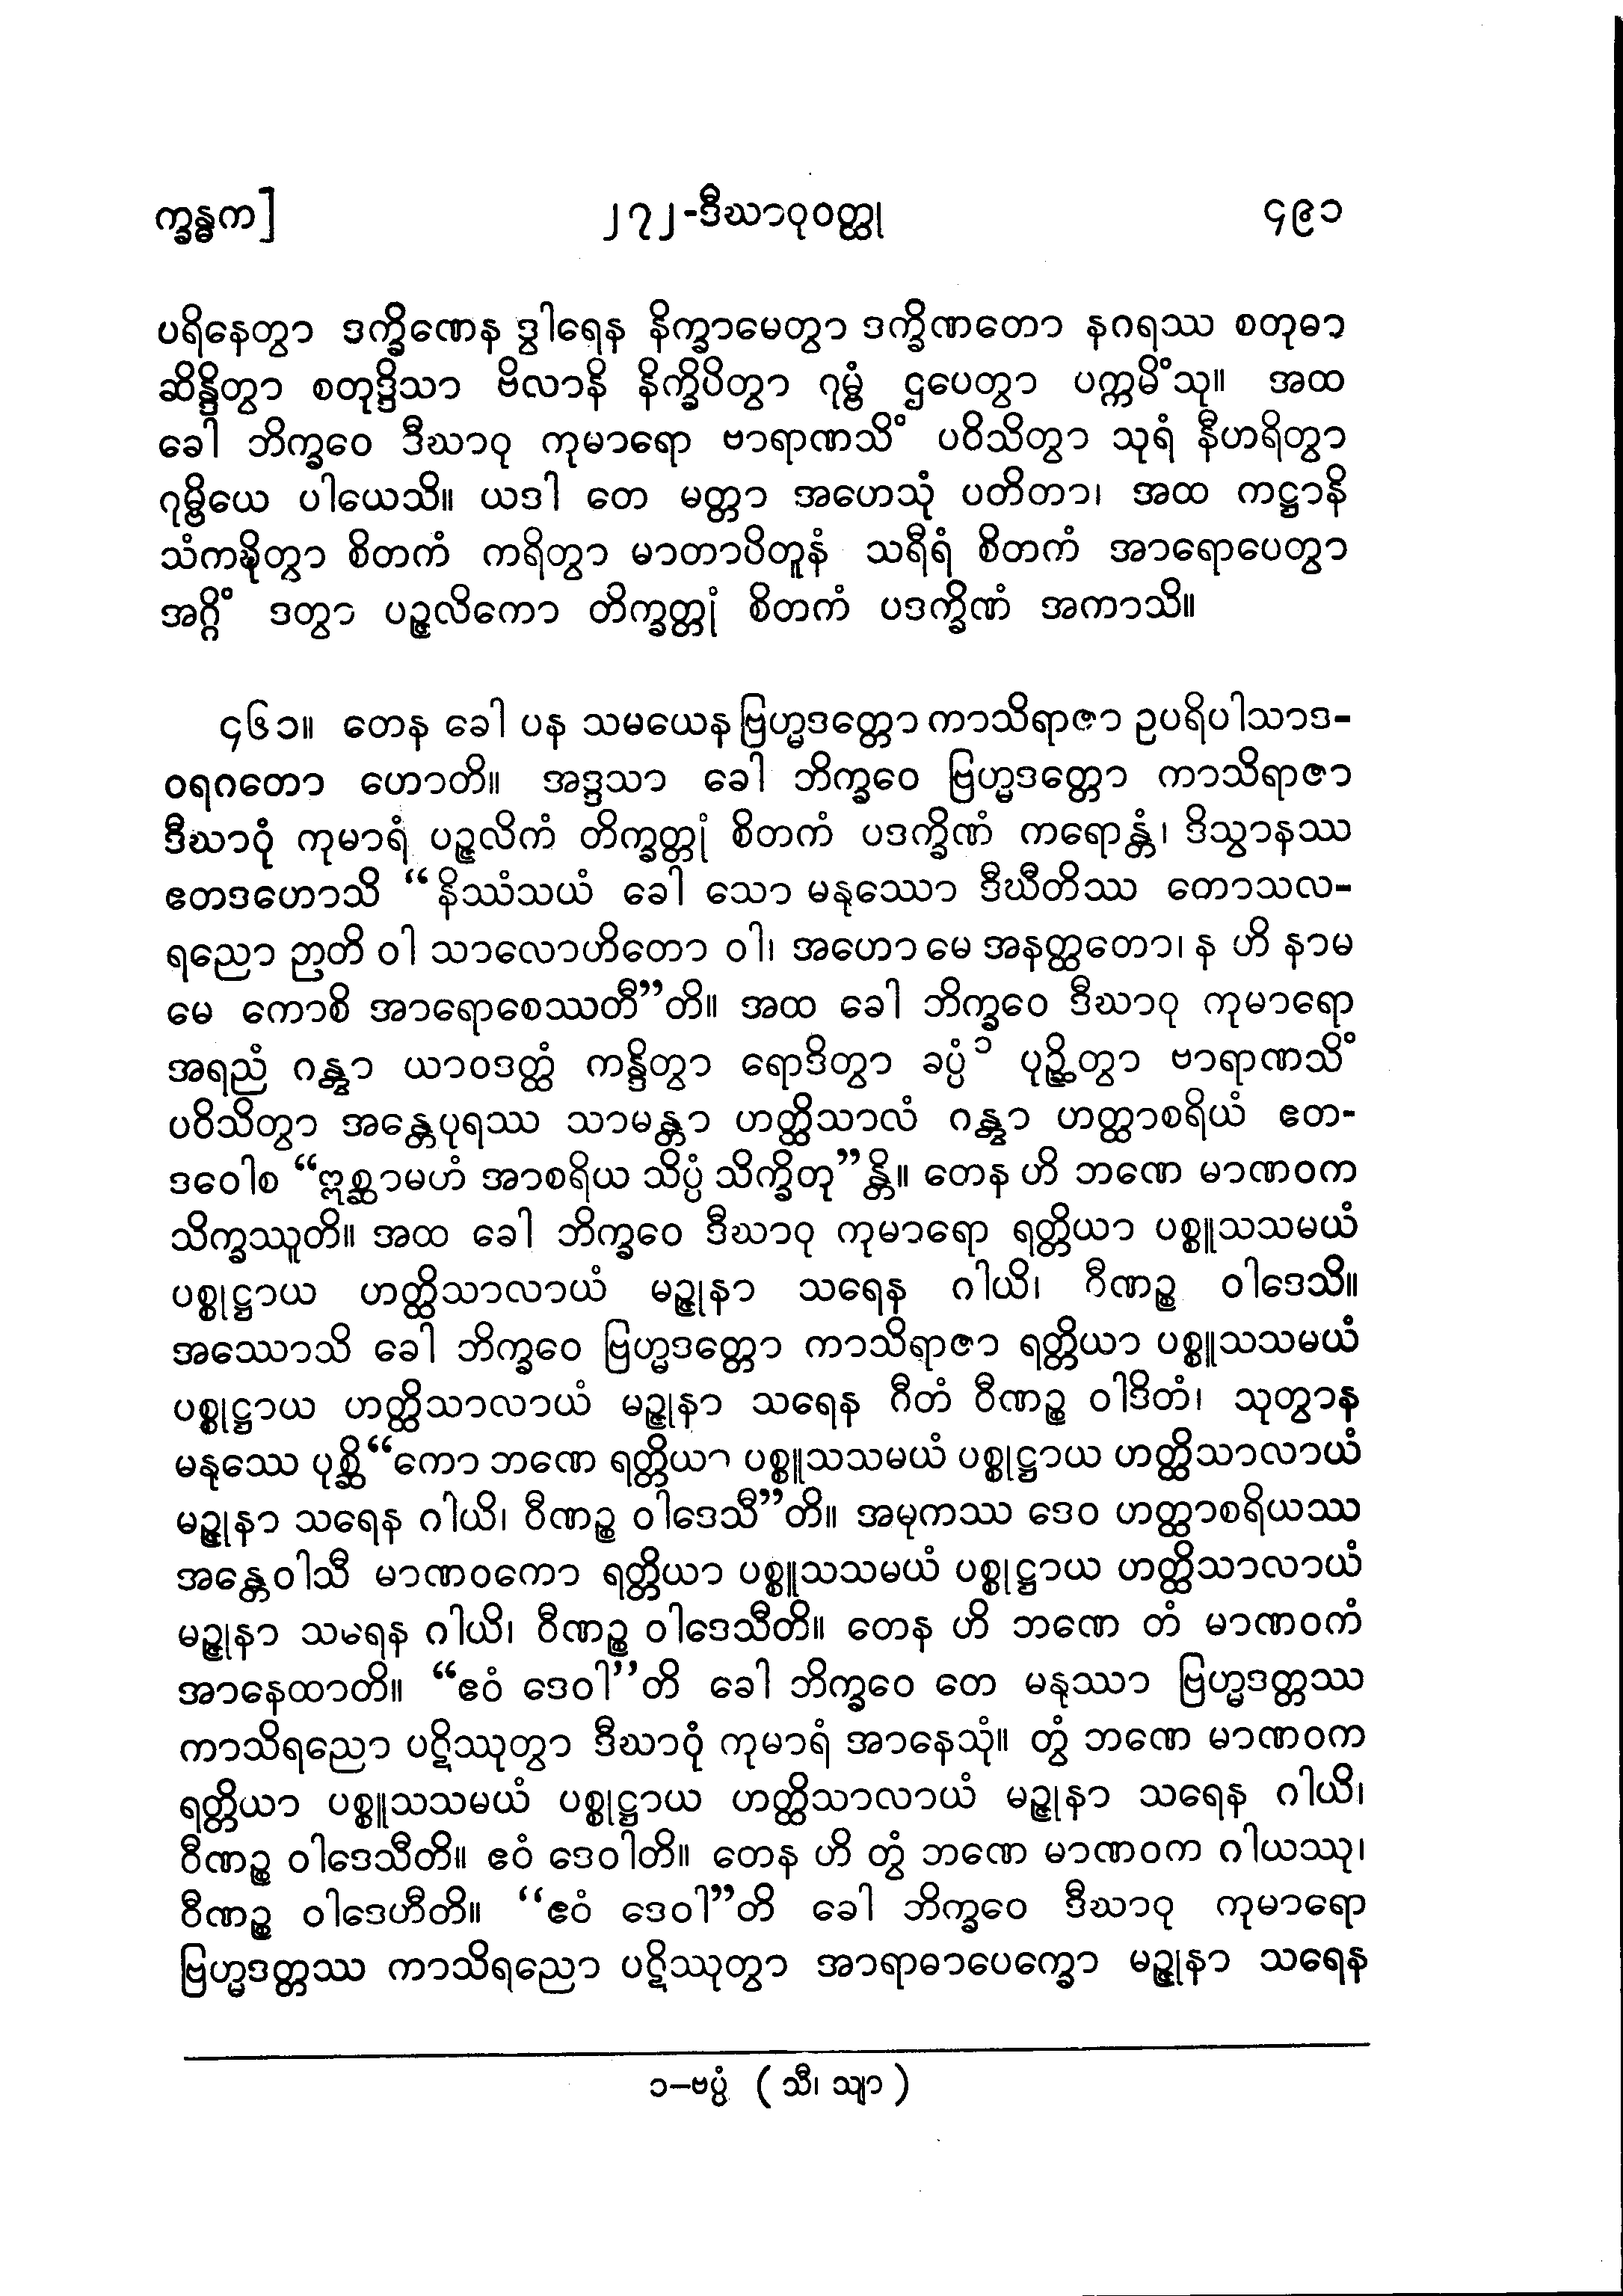 က္ခန္ဓက]
၂၇၂-ဒီဃာဝုဝတ္ထု
၄၉၁
ပရိနေတွာ ဒက္ခိဏေန ဒွါရေန နိက္ခာမေတွာ ဒက္ခိဏတော နဂရဿ စတုဓာ
ဆိန္ဒိတွာ စတုဒ္ဒိသာ ဗိလာနိ နိက္ခိပိတွာ ဂုမ္ဗံ ဌပေတွာ ပက္ကမိံသု။ အထ
ခေါ ဘိက္ခဝေ ဒီဃာဝု ကုမာရော ဗာရာဏသိံ ပဝိသိတွာ သုရံ နီဟရိတွာ
ဂုမ္ဗိယေ ပါယေသိ။ ယဒါ တေ မတ္တာ အဟေသုံ ပတိတာ၊ အထ ကဋ္ဌာနိ
သံကဍ္ဎိတွာ စိတကံ ကရိတွာ မာတာပိတူနံ သရီရံ စိတကံ အာရောပေတွာ
အဂ္ဂိံ ဒတွာ ပဉ္ဇလိကော တိက္ခတ္တုံ စိတကံ ပဒက္ခိဏံ အကာသိ။
၄၆၁။ တေန ခေါ ပန သမယေန ဗြဟ္မဒတ္တော ကာသိရာဇာ ဥပရိပါသာဒ-
ဝရဂတော ဟောတိ။ အဒ္ဒသာ ခေါ ဘိက္ခဝေ ဗြဟ္မဒတ္တော ကာသိရာဇာ
ဒီဃာဝုံ ကုမာရံ ပဉ္ဇလိကံ တိက္ခတ္တုံ စိတကံ ပဒက္ခိဏံ ကရောန္တံ၊ ဒိသွာနဿ
ဧတဒဟောသိ “နိဿံသယံ ခေါ သော မနုဿော ဒီဃီတိဿ ကောသလ-
ရညော ဉာတိ ဝါ သာလောဟိတော ဝါ၊ အဟော မေ အနတ္ထတော၊ န ဟိ နာမ
မေ ကောစိ အာရောစေဿတီ”တိ။ အထ ခေါ ဘိက္ခဝေ ဒီဃာဝု ကုမာရော
အရညံ ဂန္တွာ ယာဝဒတ္ထံ ကန္ဒိတွာ ရောဒိတွာ ခပ္ပံ ၁ ပုဉ္ဆိတွာ ဗာရာဏသိံ
ပဝိသိတွာ အန္တေပုရဿ သာမန္တာ ဟတ္ထိသာလံ ဂန္တွာ ဟတ္ထာစရိယံ ဧတ-
ဒဝေါစ “ဣစ္ဆာမဟံ အာစရိယ သိပ္ပံ သိက္ခိတု”န္တိ။ တေန ဟိ ဘဏေ မာဏဝက
သိက္ခဿူတိ။ အထ ခေါ ဘိက္ခဝေ ဒီဃာဝု ကုမာရော ရတ္တိယာ ပစ္စူသသမယံ
ပစ္စုဋ္ဌာယ ဟတ္ထိသာလာယံ မဉ္ဇုနာ သရေန ဂါယိ၊ ဝီဏဉ္စ ဝါဒေသိ။
အဿောသိ ခေါ ဘိက္ခဝေ ဗြဟ္မဒတ္တော ကာသိရာဇာ ရတ္တိယာ ပစ္စူသသမယံ
ပစ္စုဋ္ဌာယ ဟတ္ထိသာလာယံ မဉ္ဇုနာ သရေန ဂီတံ ဝီဏဉ္စ ဝါဒိတံ၊ သုတွာန
မနုဿေ ပုစ္ဆိ“ကော ဘဏေ ရတ္တိယာ ပစ္စူသသမယံ ပစ္စုဋ္ဌာယ ဟတ္ထိသာလာယံ
မဉ္ဇုနာ သရေန ဂါယိ၊ ဝီဏဉ္စ ဝါဒေသီ”တိ။ အမုကဿ ဒေဝ ဟတ္ထာစရိယဿ
အန္တေဝါသီ မာဏဝကော ရတ္တိယာ ပစ္စူသသမယံ ပစ္စုဋ္ဌာယ ဟတ္ထိသာလာယံ
မဉ္ဇုနာ သရေန ဂါယိ၊ ဝီဏဉ္စ ဝါဒေသီတိ။ တေန ဟိ ဘဏေ တံ မာဏဝကံ
အာနေထာတိ။ “ဧဝံ ဒေဝါ”တိ ခေါ ဘိက္ခဝေ တေ မနုဿာ ဗြဟ္မဒတ္တဿ
ကာသိရညော ပဋိဿုတွာ ဒီဃာဝုံ ကုမာရံ အာနေသုံ။ တွံ ဘဏေ မာဏဝက
ရတ္တိယာ ပစ္စူသသမယံ ပစ္စုဋ္ဌာယ ဟတ္ထိသာလာယံ မဉ္ဇုနာ သရေန ဂါယိ၊
ဝီဏဉ္စ ဝါဒေသီတိ။ ဧဝံ ဒေဝါတိ။ တေန ဟိ တွံ ဘဏေ မာဏဝက ဂါယဿု၊
ဝီဏဉ္စ ဝါဒေဟီတိ။ “ဧဝံ ဒေဝါ”တိ ခေါ ဘိက္ခဝေ ဒီဃာဝု ကုမာရော
ဗြဟ္မဒတ္တဿ ကာသိရညော ပဋိဿုတွာ အာရာဓာပေက္ခော မဉ္ဇုနာ သရေန
၁–ဗပ္ပံ (သီ၊ သျာ)